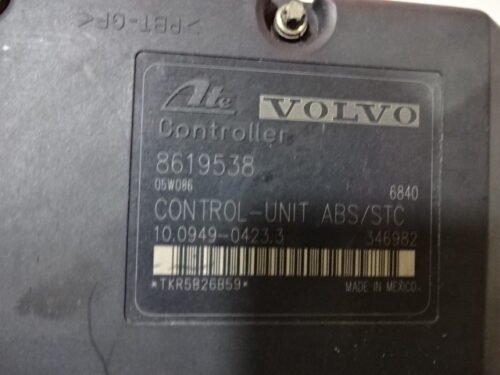 >PBT-GF<
Ate VOLVO
Controller
8619538
05W086 6840
CONTROL-UNIT ABS/STC
10.0949-0423.3 346982
*TKR5B26B59* MADE IN MEXICO.